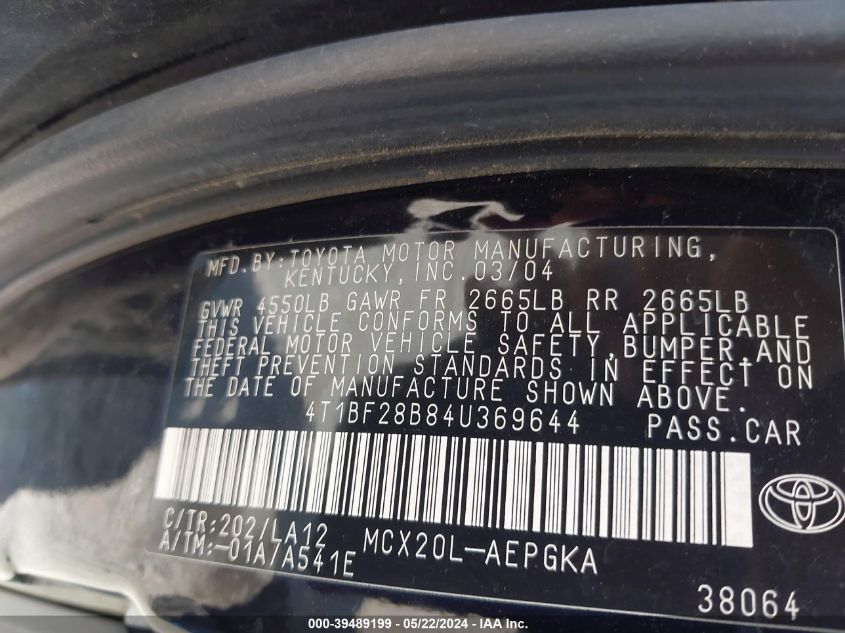 MFD.BY:TOYOTA MOTOR MANUFACTURING,
KENTUCKY,INC.03/04
GVWR 4550LB GAWR FR 2665LB RR 2665LB
THIS VEHICLE CONFORMS TO ALL APPLICABLE
FEDERAL MOTOR VEHICLE SAFETY,BUMPER,AND
THEFT PREVENTION STANDARDS IN EFFECT ON
THE DATE OF MANUFACTURE SHOWN ABOVE.
4T1BF28B84U369644 PASS.CAR
C/TR:202/LA12
A/TM:-01A/A541E MCX20L-AEPGKA
38064
000-39489199 - 05/22/2024 - IAA Inc.